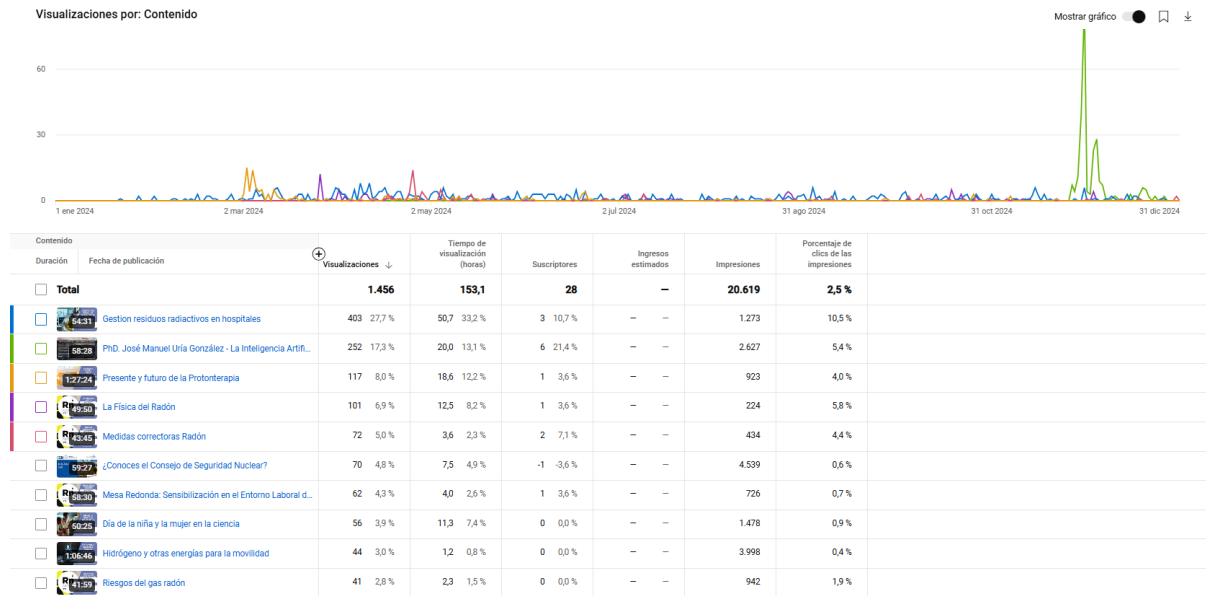 Visualizaciones por: Contenido
Mostrar gráfico
60
30
0
1 ene 2024 2 mar 2024 2 may 2024 2 jul 2024 31 ago 2024 31 oct 2024 31 dic 2024
Contenido
Duración Fecha de publicación Visualizaciones Tiempo de visualización (horas) Suscriptores Ingresos estimados Impresiones Porcentaje de clics de las impresiones
Total 1.456 153,1 28 — 20.619 2,5 %
54:31 Gestion residuos radiactivos en hospitales 403 27,7 % 50,7 33,2 % 3 10,7 % — — 1.273 10,5 %
58:28 PhD. José Manuel Uría González - La Inteligencia Artifi... 252 17,3 % 20,0 13,1 % 6 21,4 % — — 2.627 5,4 %
1:27:24 Presente y futuro de la Protonterapia 117 8,0 % 18,6 12,2 % 1 3,6 % — — 923 4,0 %
49:50 La Física del Radón 101 6,9 % 12,5 8,2 % 1 3,6 % — — 224 5,8 %
43:45 Medidas correctoras Radón 72 5,0 % 3,6 2,3 % 2 7,1 % — — 434 4,4 %
59:27 ¿Conoces el Consejo de Seguridad Nuclear? 70 4,8 % 7,5 4,9 % -1 -3,6 % — — 4.539 0,6 %
58:30 Mesa Redonda: Sensibilización en el Entorno Laboral d... 62 4,3 % 4,0 2,6 % 1 3,6 % — — 726 0,7 %
50:25 Día de la niña y la mujer en la ciencia 56 3,9 % 11,3 7,4 % 0 0,0 % — — 1.478 0,9 %
1:06:46 Hidrógeno y otras energías para la movilidad 44 3,0 % 1,2 0,8 % 0 0,0 % — — 3.998 0,4 %
41:59 Riesgos del gas radón 41 2,8 % 2,3 1,5 % 0 0,0 % — — 942 1,9 %